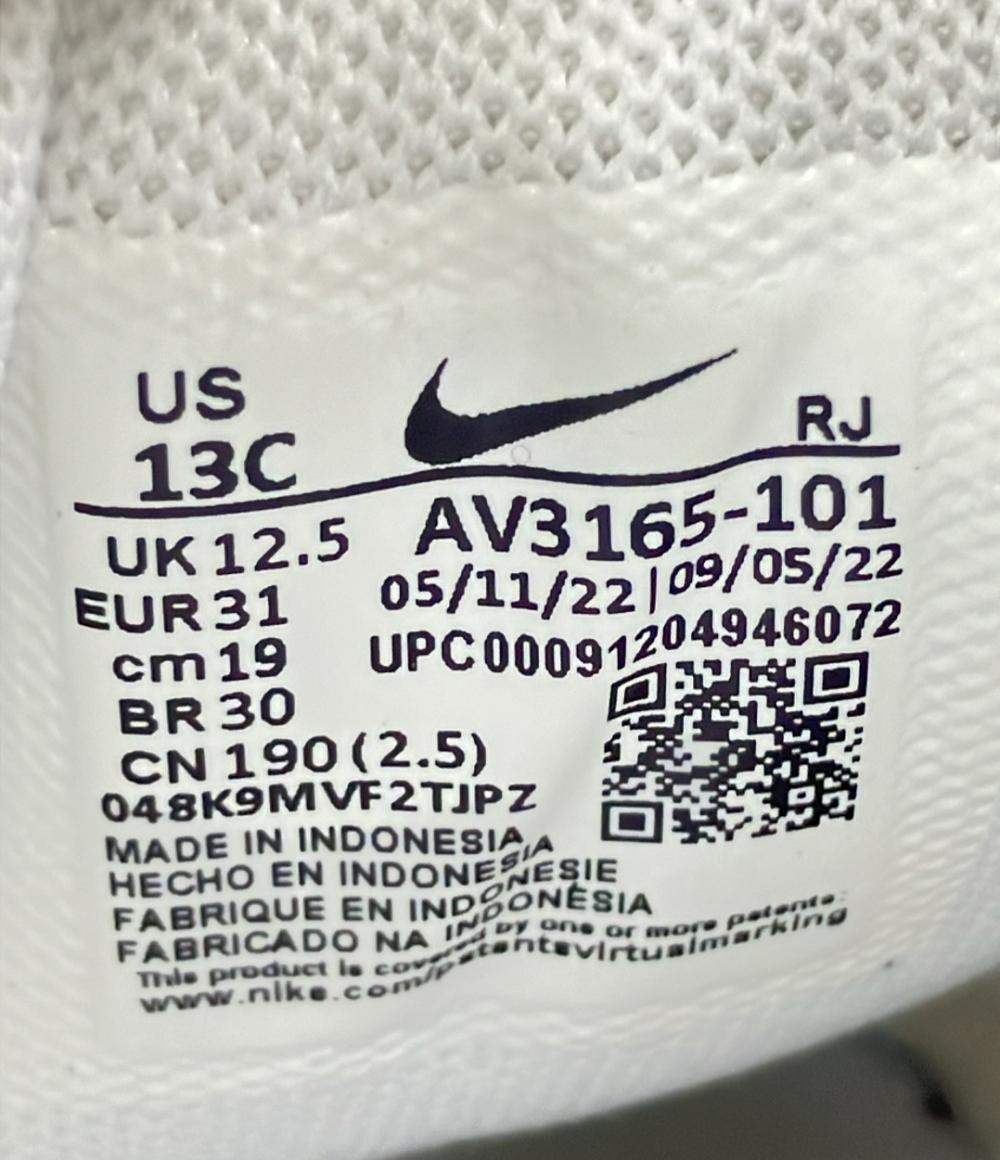 US
13C
RJ
UK 12.5
AV3165-101
EUR 31
05/11/22|09/05/22
cm 19
UPC00091204946072
BR 30
CN 190 (2.5)
048K9MVF2TJPZ
MADE IN INDONESIA
HECHO EN INDONESIA
FABRIQUE EN INDONESIE
FABRICADO NA INDONÉSIA
This product is covered by one or more patents:
www.nike.com/patentsvirtualmarking